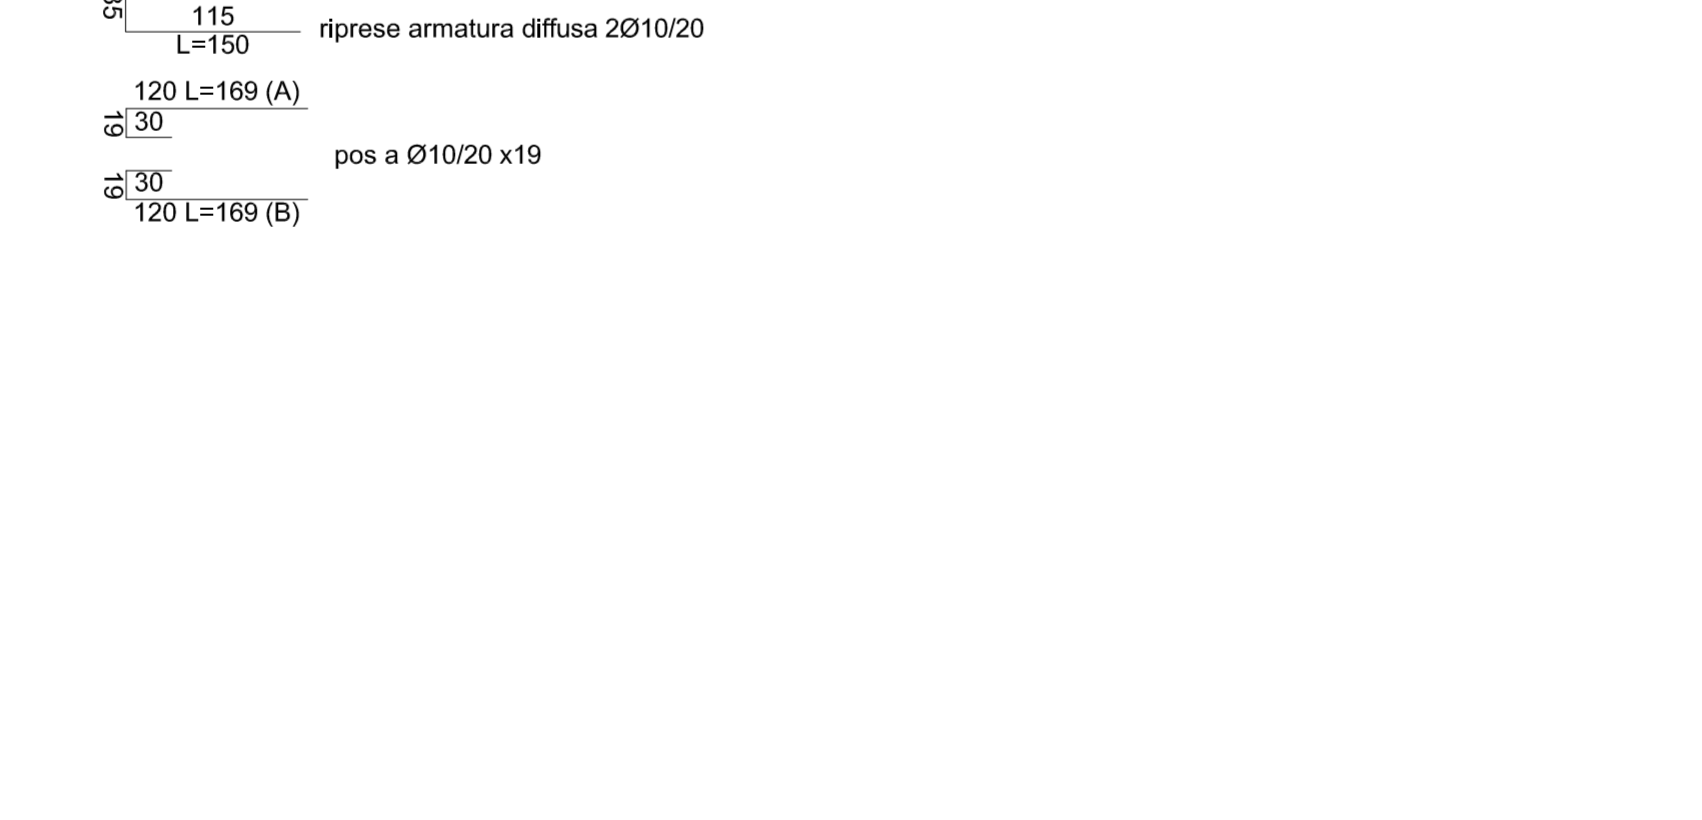 35
115
L=150
riprese armatura diffusa 2Ø10/20
120 L=169 (A)
19
30
pos a Ø10/20 x19
19
30
120 L=169 (B)